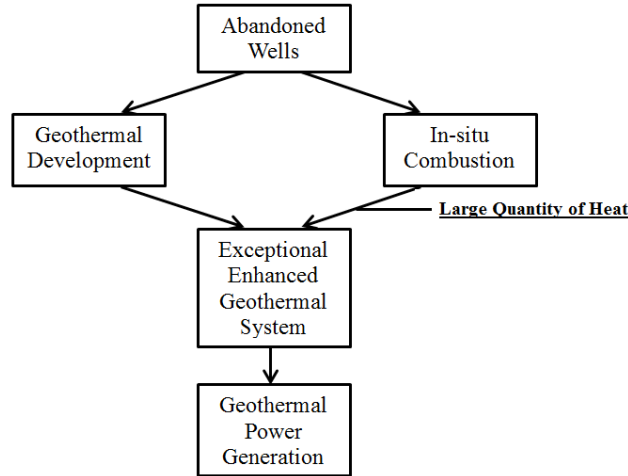 Abandoned
Wells
Geothermal
Development
In-situ
Combustion
Large Quantity of Heat
Exceptional
Enhanced
Geothermal
System
Geothermal
Power
Generation